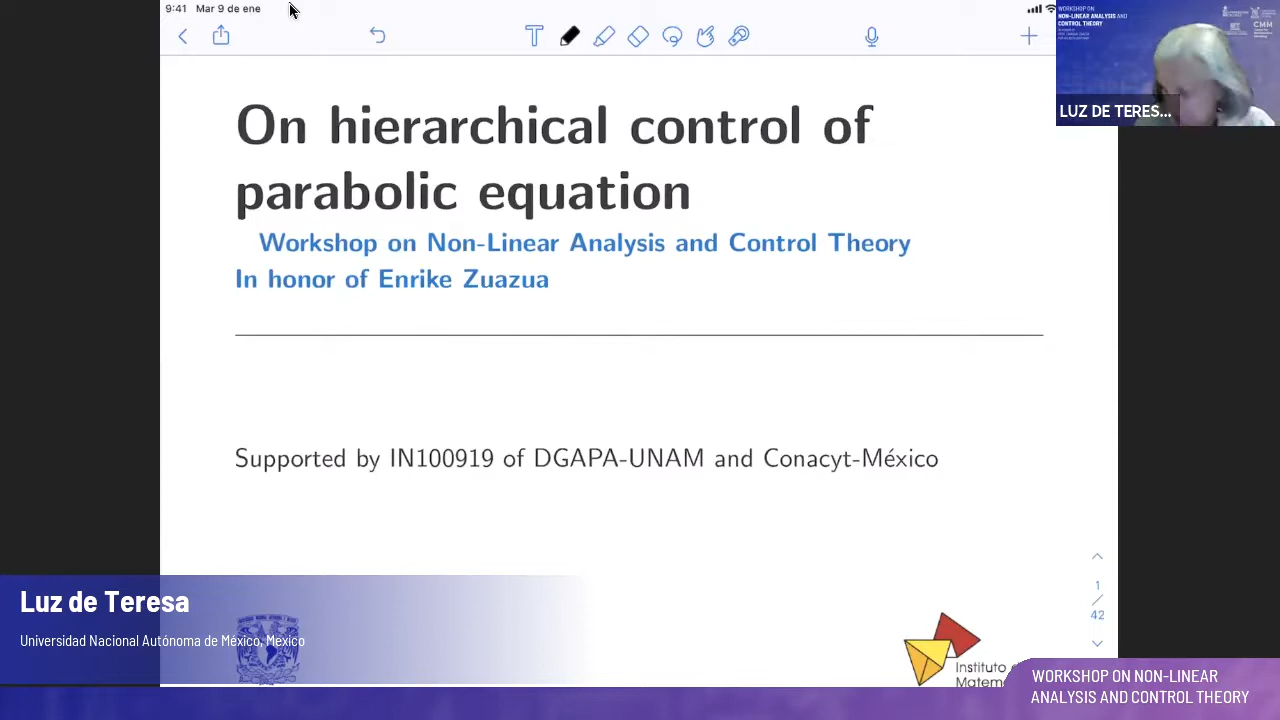 9:41 Mar 9 de ene
WORKSHOP ON
NON-LINEAR ANALYSIS AND
CONTROL THEORY
CMM
LUZ DE TERES...
On hierarchical control of
parabolic equation
Workshop on Non-Linear Analysis and Control Theory
In honor of Enrike Zuazua
Supported by IN100919 of DGAPA-UNAM and Conacyt-México
1
42
Luz de Teresa
Universidad Nacional Autónoma de México, Mexico
Instituto
Matem
WORKSHOP ON NON-LINEAR
ANALYSIS AND CONTROL THEORY